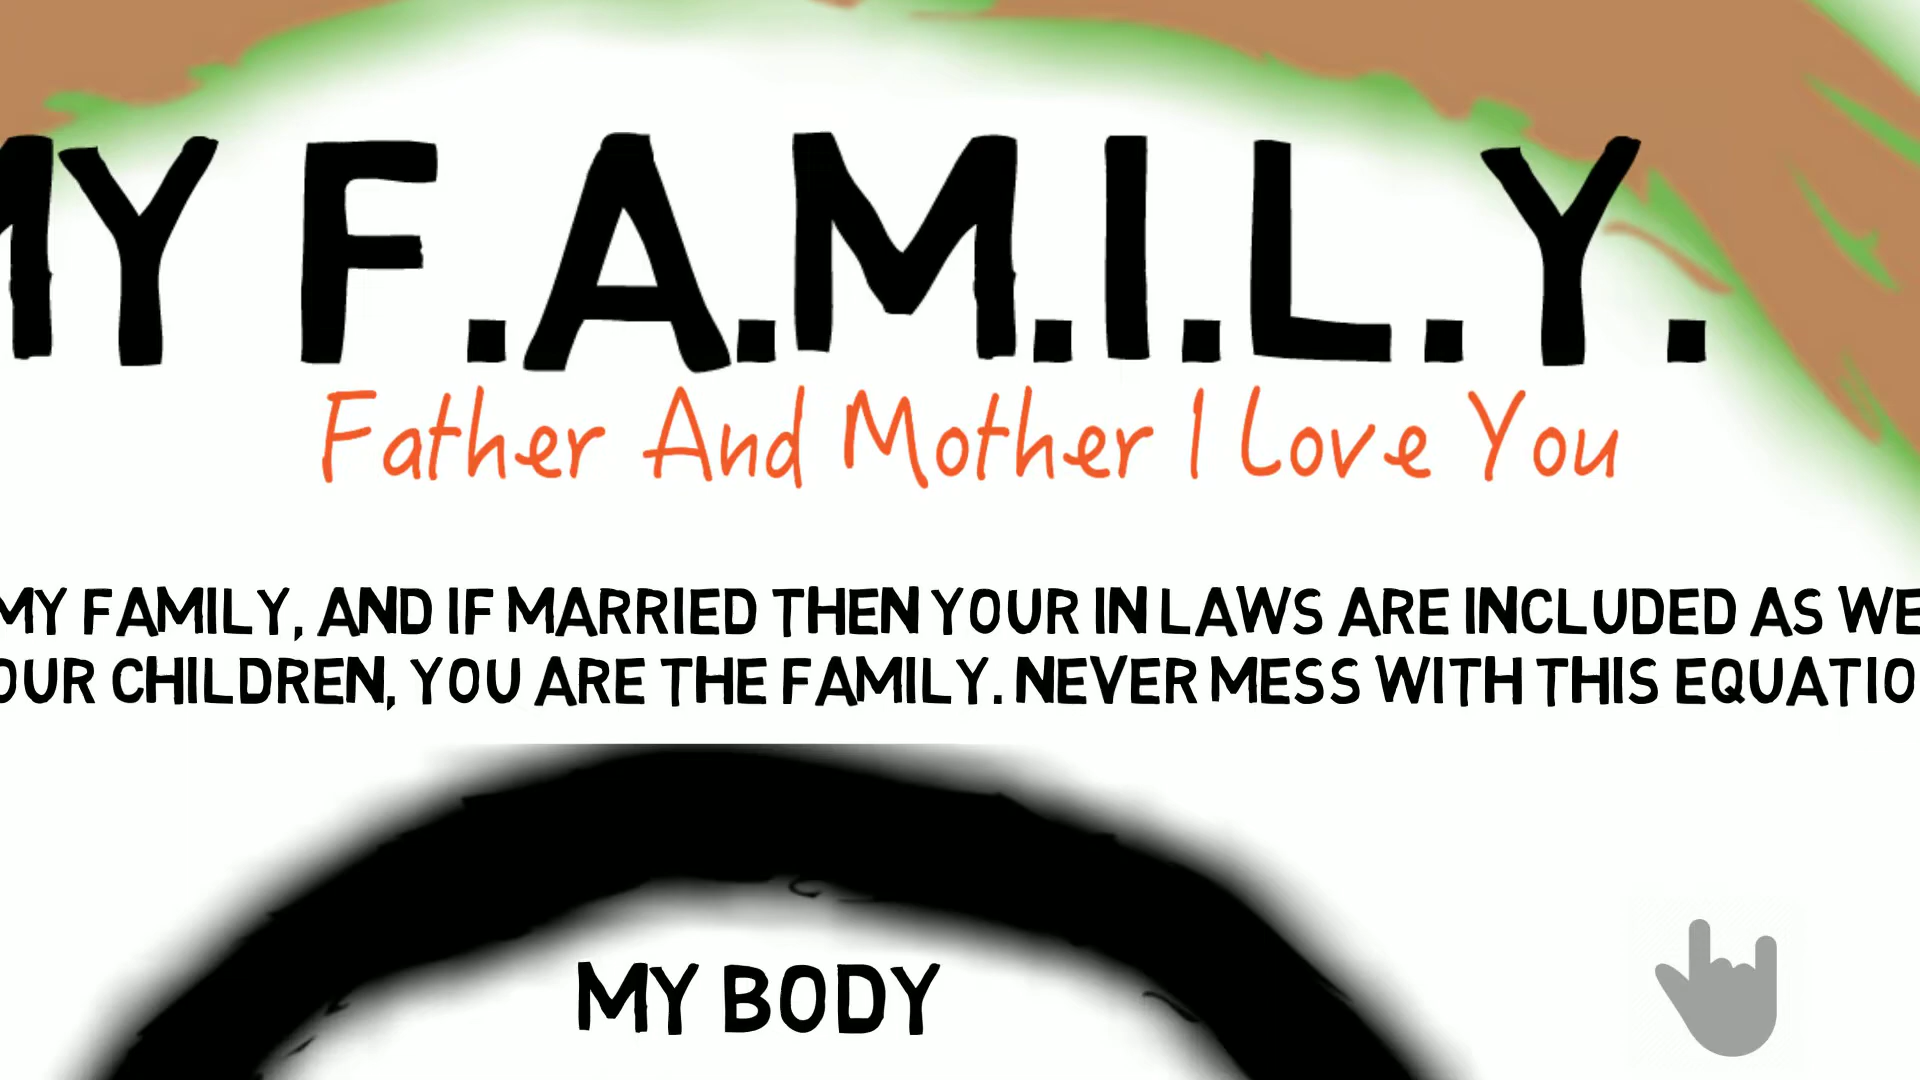 MY F.A.M.I.L.Y.
Father And Mother I Love You
MY FAMILY, AND IF MARRIED THEN YOUR IN LAWS ARE INCLUDED AS WE
OUR CHILDREN, YOU ARE THE FAMILY. NEVER MESS WITH THIS EQUATIO
MY BODY